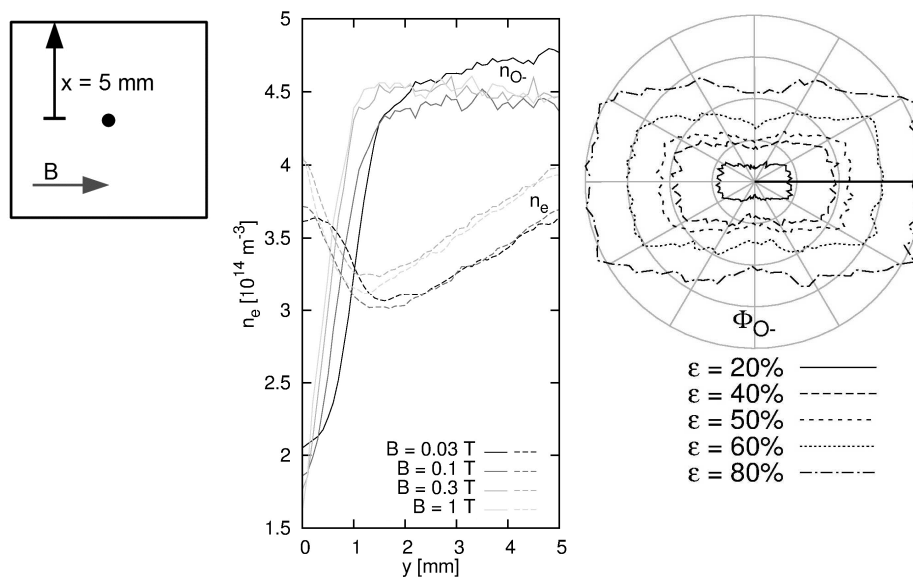 x = 5 mm
B
n_e [10^14 m^-3]
5
4.5
4
3.5
3
2.5
2
1.5
n_O-
n_e
B = 0.03 T
B = 0.1 T
B = 0.3 T
B = 1 T
0 1 2 3 4 5
y [mm]
Φ_O-
ε = 20%
ε = 40%
ε = 50%
ε = 60%
ε = 80%